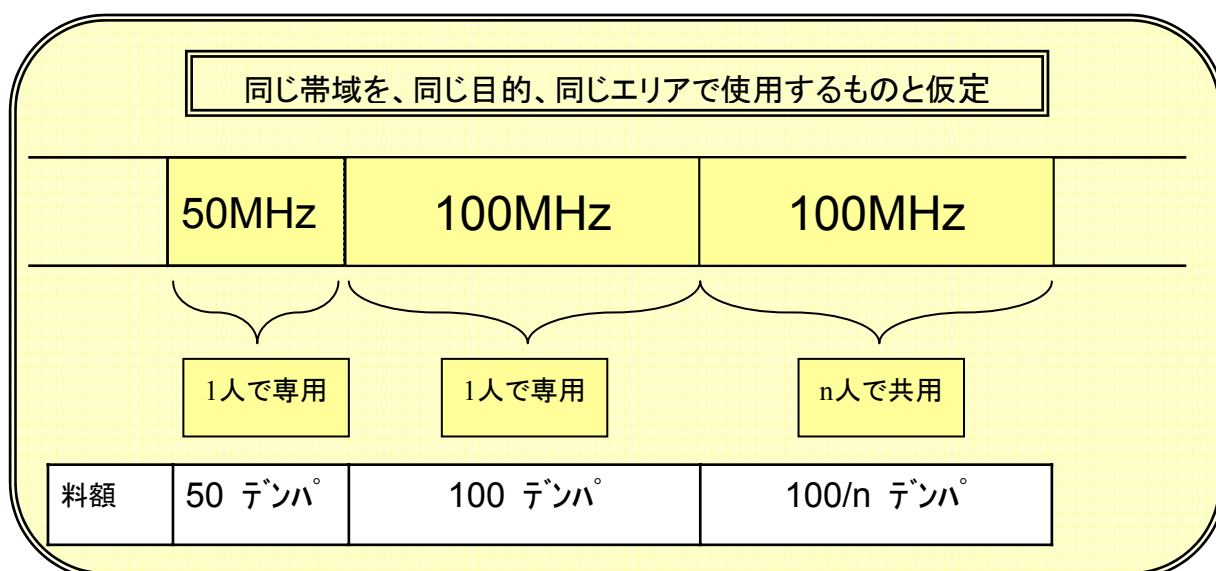 同じ帯域を、同じ目的、同じエリアで使用するものと仮定
50MHz 100MHz 100MHz
1人で専用 1人で専用 n人で共用
料額 50 ﾃﾞﾝﾊﾟ 100 ﾃﾞﾝﾊﾟ 100/n ﾃﾞﾝﾊﾟ